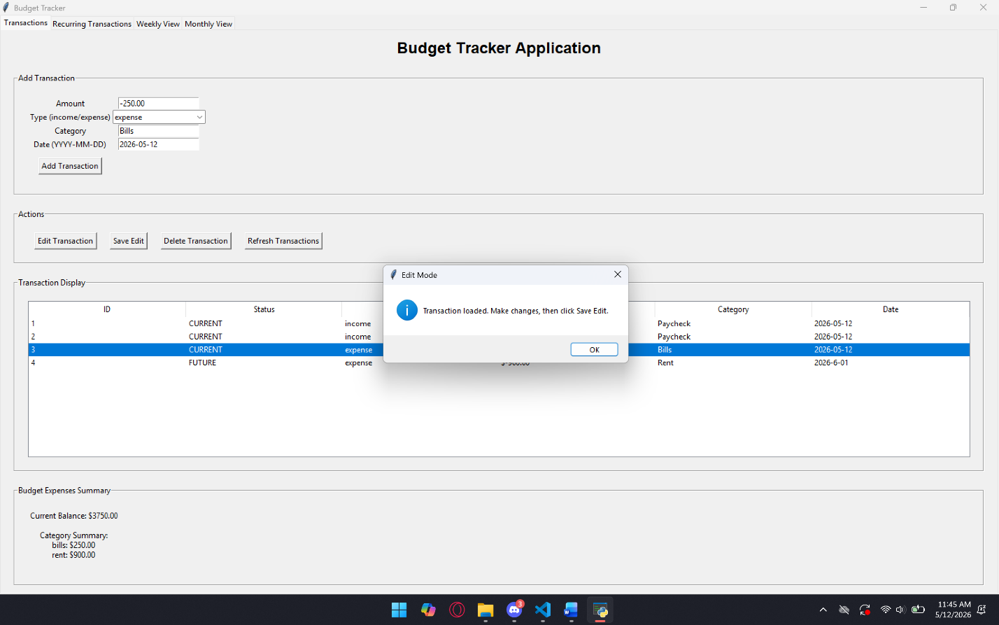 Budget Tracker
Transactions Recurring Transactions Weekly View Monthly View
Budget Tracker Application
Add Transaction
Amount -250.00
Type (income/expense) expense
Category Bills
Date (YYYY-MM-DD) 2026-05-12
Add Transaction
Actions
Edit Transaction Save Edit Delete Transaction Refresh Transactions
Transaction Display
ID Status Category Date
1 CURRENT income Paycheck 2026-05-12
2 CURRENT income Paycheck 2026-05-12
3 CURRENT expense Bills 2026-05-12
4 FUTURE expense $-900.00 Rent 2026-6-01
Edit Mode
Transaction loaded. Make changes, then click Save Edit.
OK
Budget Expenses Summary
Current Balance: $3750.00
Category Summary:
bills: $250.00
rent: $900.00
3
11:45 AM
5/12/2026